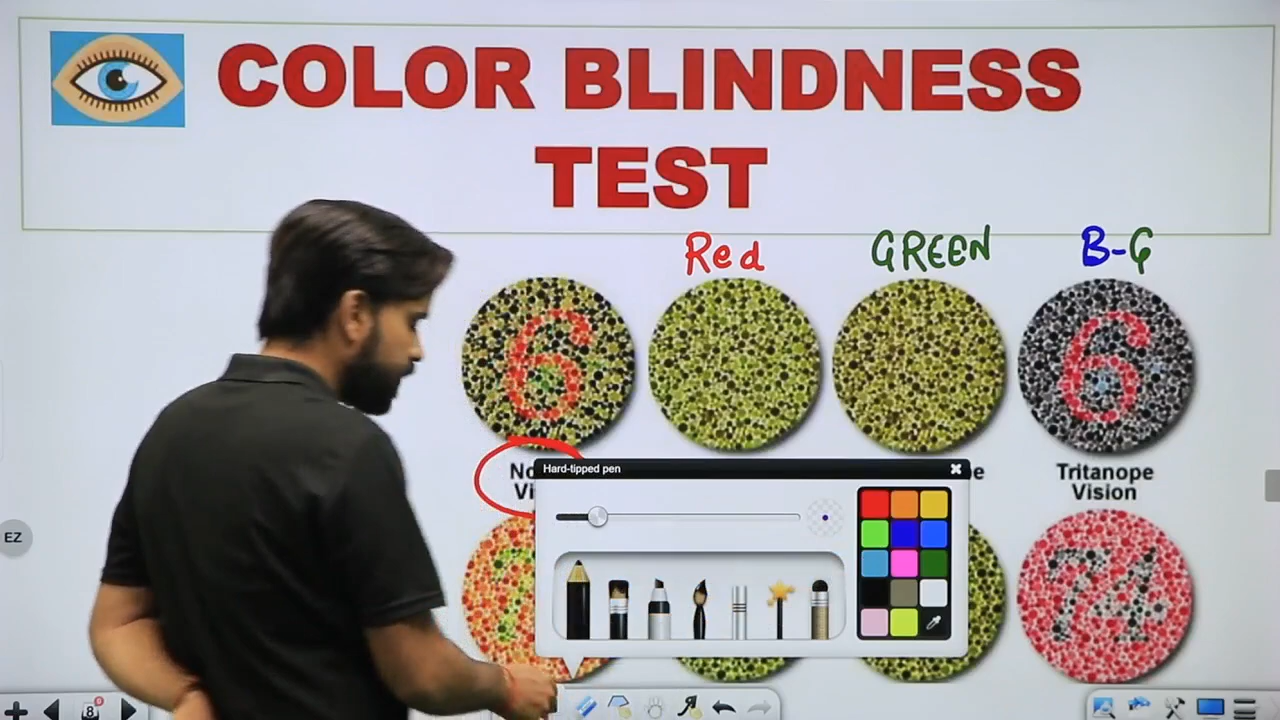 COLOR BLINDNESS
TEST
Red GREEN B-G
6 6
Tritanope
Vision
Hard-tipped pen
74
EZ
8